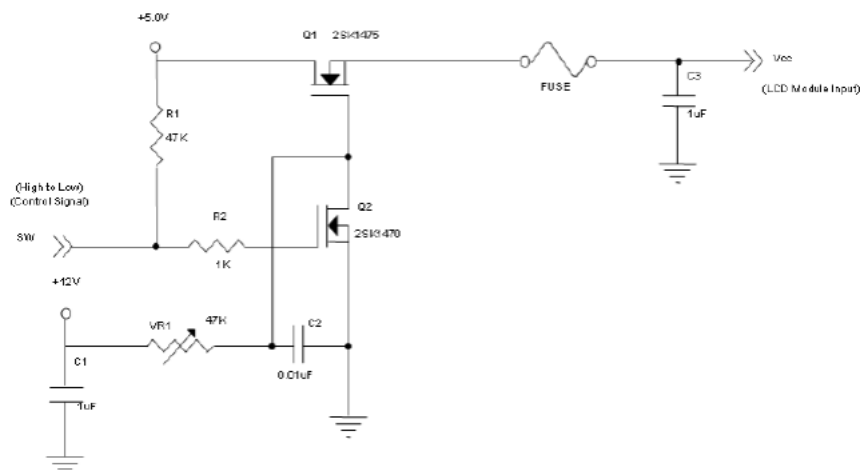 +5.0V
Q1 2SK1475
FUSE
Vcc
(LCD Module Input)
C3
1uF
R1
47K
(High to Low)
(Control Signal)
SW
R2
1K
Q2
2SK1470
+12V
VR1
47K
C2
0.01uF
C1
1uF